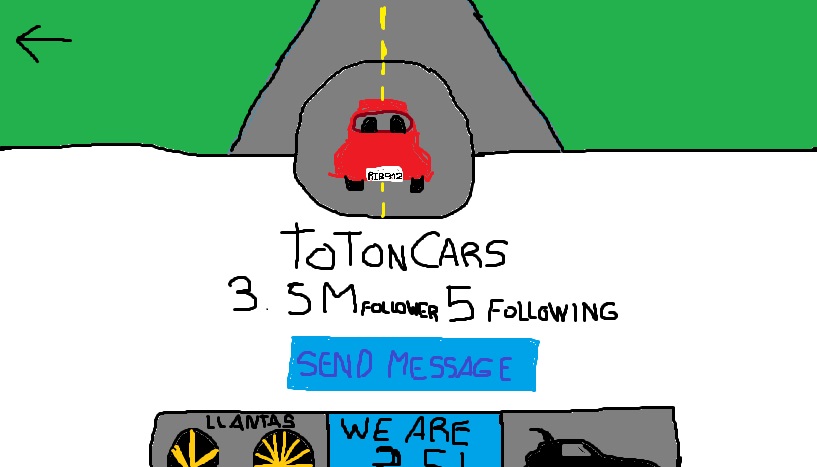 TOTONCARS
3.5M FOLLOWER 5 FOLLOWING
SEND MESSAGE
LLANTAS
WE ARE